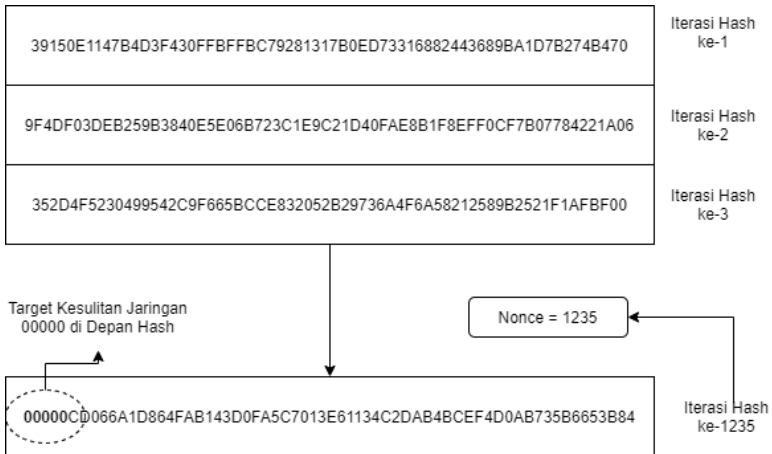 39150E1147B4D3F430FFBFFBC79281317B0ED73316882443689BA1D7B274B470
Iterasi Hash
ke-1
9F4DF03DEB259B3840E5E06B723C1E9C21D40FAE8B1F8EFF0CF7B07784221A06
Iterasi Hash
ke-2
352D4F5230499542C9F665BCCE832052B29736A4F6A58212589B2521F1AFBF00
Iterasi Hash
ke-3
Target Kesulitan Jaringan
00000 di Depan Hash
Nonce = 1235
00000CD066A1D864FAB143D0FA5C7013E61134C2DAB4BCEF4D0AB735B6653B84
Iterasi Hash
ke-1235